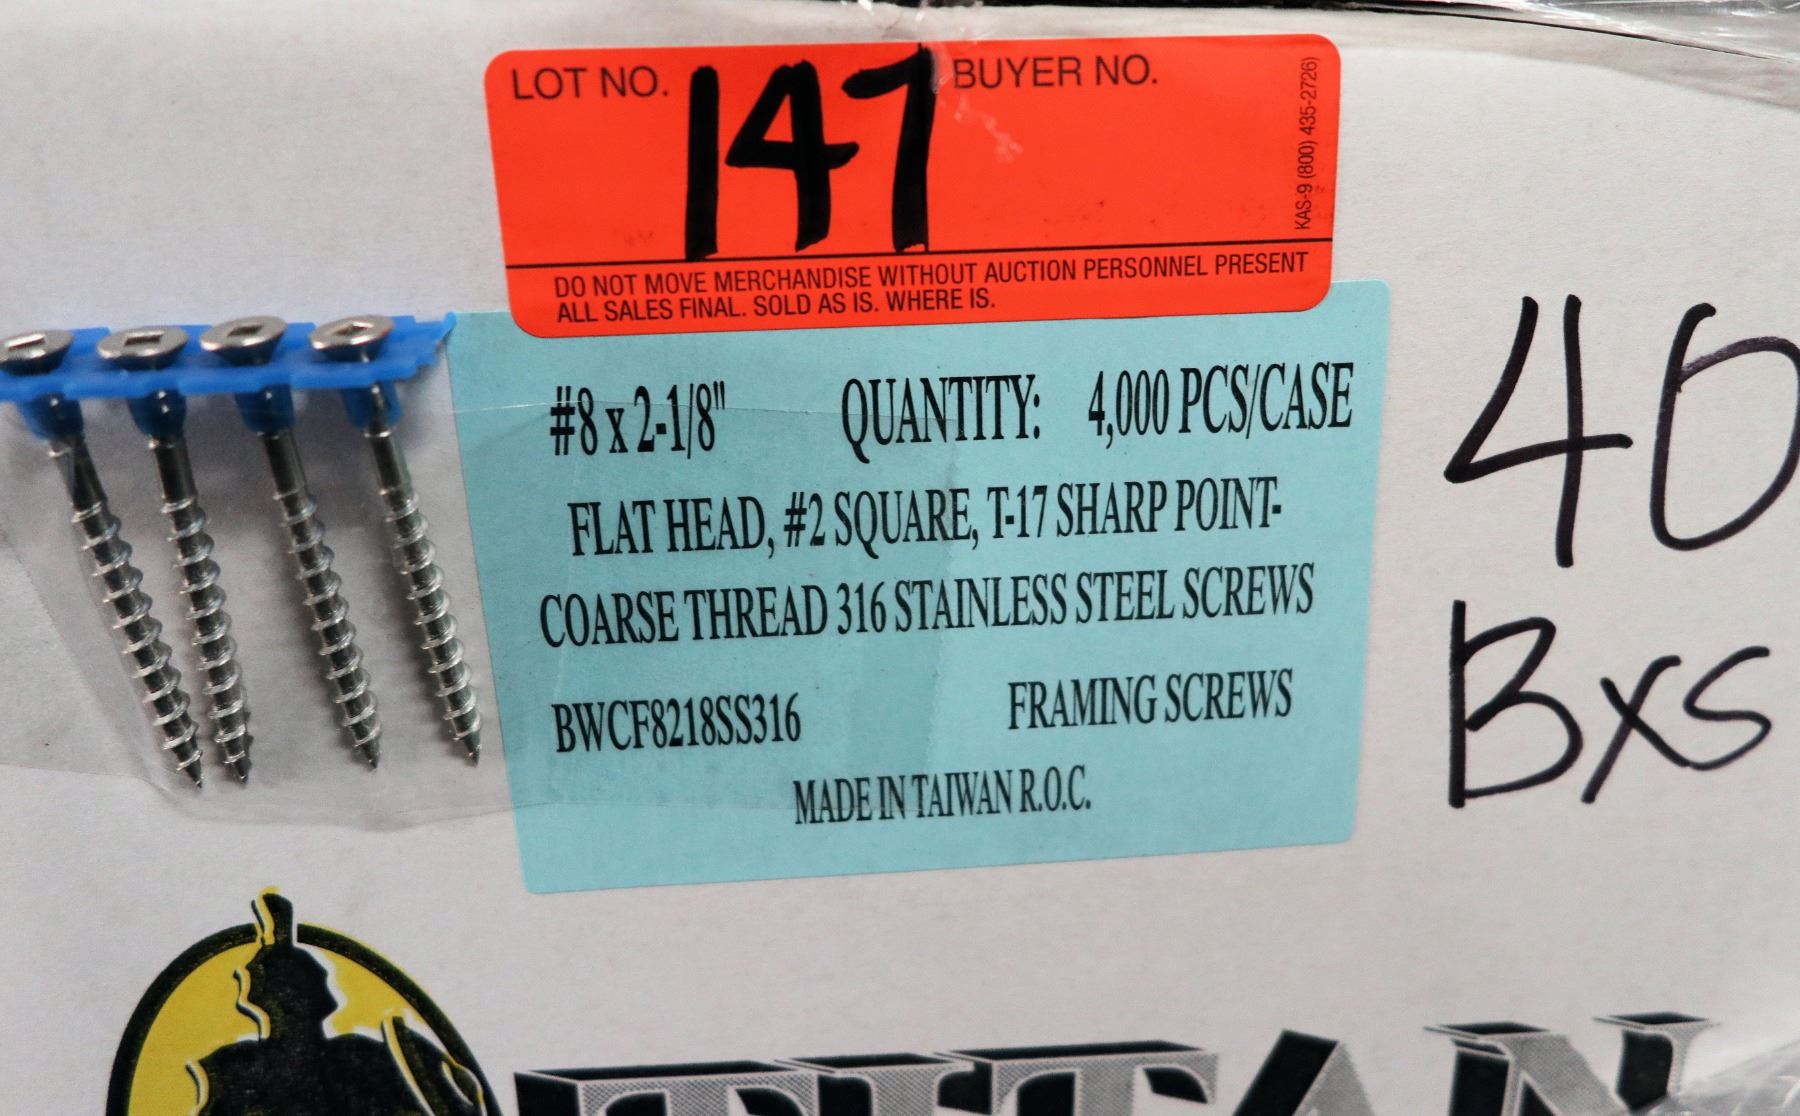 LOT NO. 147 BUYER NO.
KAS-9 (800) 435-2726)
DO NOT MOVE MERCHANDISE WITHOUT AUCTION PERSONNEL PRESENT
ALL SALES FINAL. SOLD AS IS. WHERE IS.
#8 x 2-1/8" QUANTITY: 4,000 PCS/CASE
FLAT HEAD, #2 SQUARE, T-17 SHARP POINT-
COARSE THREAD 316 STAINLESS STEEL SCREWS
BWCF8218SS316 FRAMING SCREWS
MADE IN TAIWAN R.O.C.
40
Bxs
TITAN